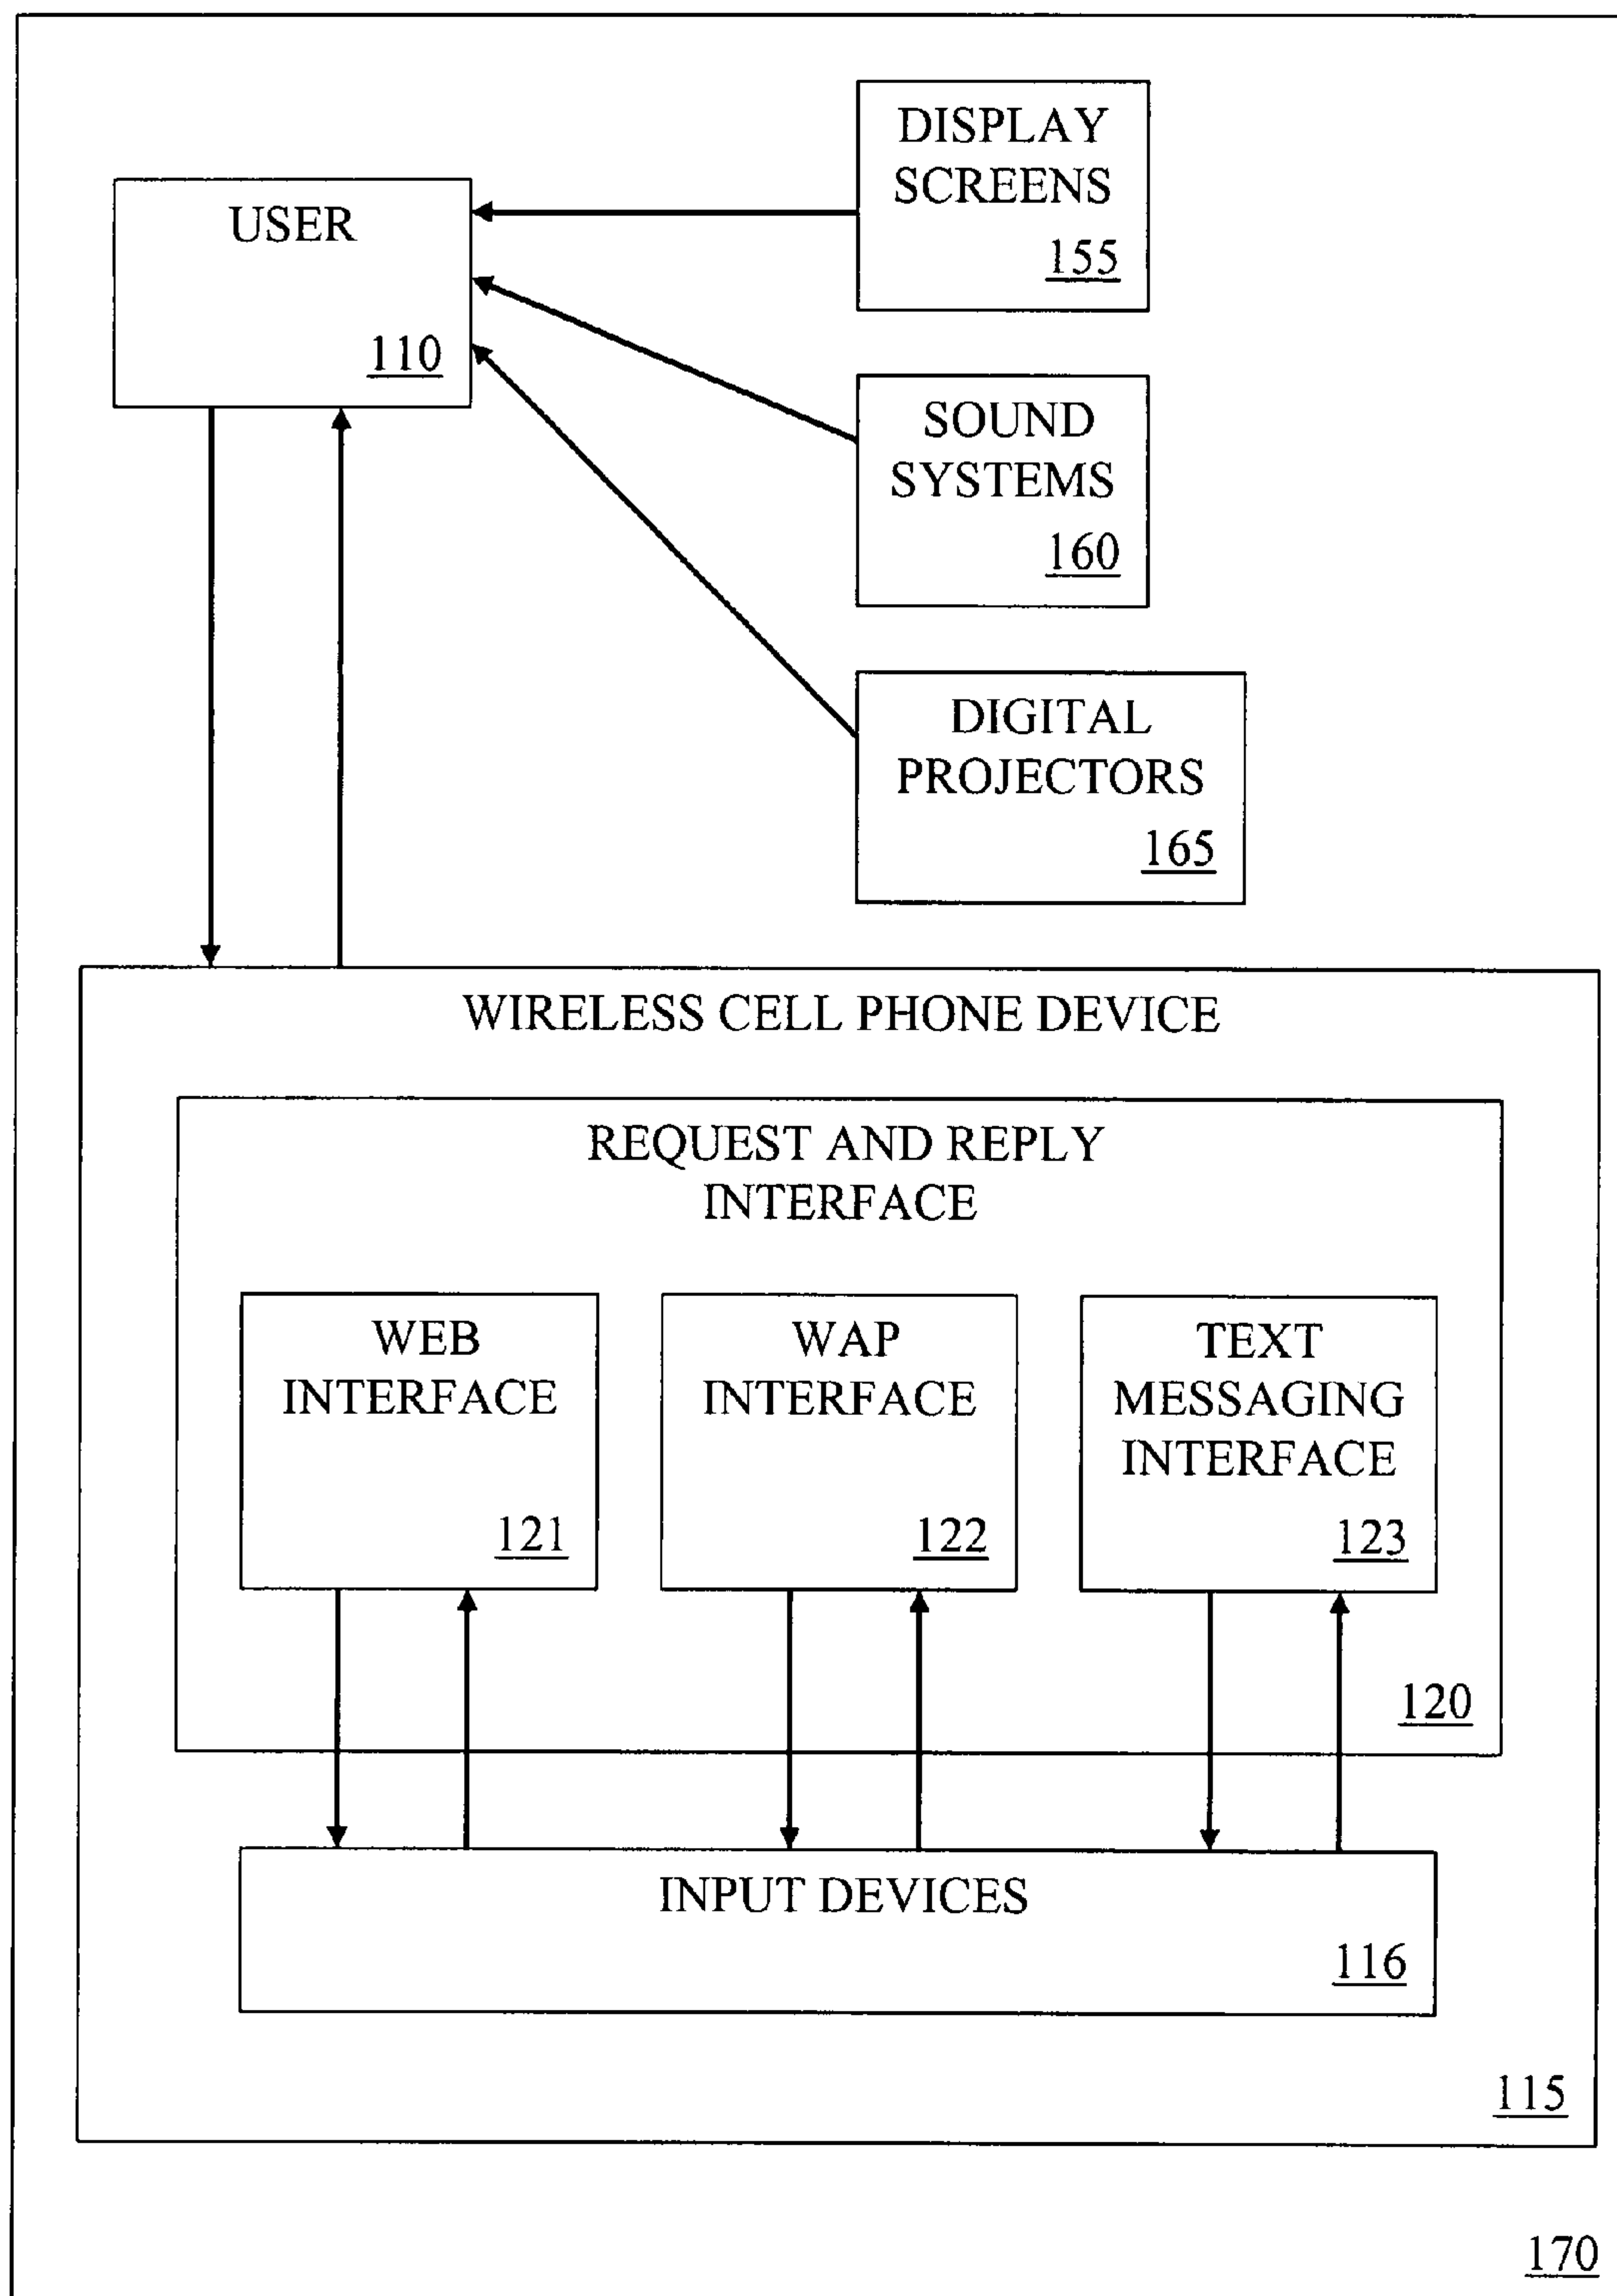 DISPLAY
SCREENS
155
USER
110
SOUND
SYSTEMS
160
DIGITAL
PROJECTORS
165
WIRELESS CELL PHONE DEVICE
REQUEST AND REPLY
INTERFACE
WEB
INTERFACE
121
WAP
INTERFACE
122
TEXT
MESSAGING
INTERFACE
123
120
INPUT DEVICES
116
115
170